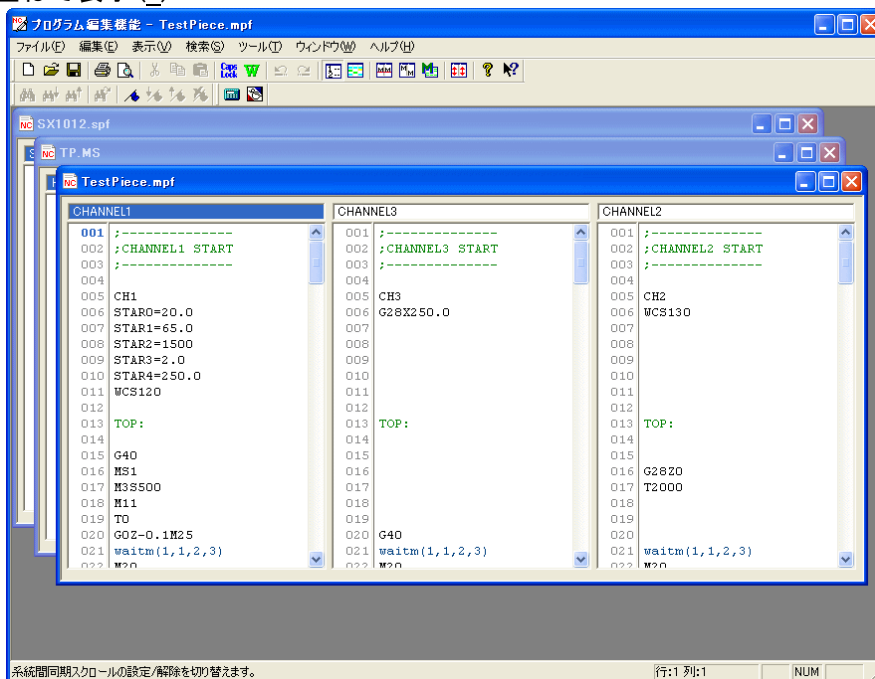 プログラム編集機能 - TestPiece.mpf
ファイル(F) 編集(E) 表示(V) 検索(S) ツール(T) ウィンドウ(W) ヘルプ(H)
SX1012.spf
TP.MS
TestPiece.mpf
CHANNEL1
001 ;--------------
002 ;CHANNEL1 START
003 ;--------------
004
005 CH1
006 STAR0=20.0
007 STAR1=65.0
008 STAR2=1500
009 STAR3=2.0
010 STAR4=250.0
011 WCS120
012
013 TOP:
014
015 G40
016 MS1
017 M3S500
018 M11
019 T0
020 G0Z-0.1M25
021 waitm(1,1,2,3)
022 M20
CHANNEL3
001 ;--------------
002 ;CHANNEL3 START
003 ;--------------
004
005 CH3
006 G28X250.0
007
008
009
010
011
012
013 TOP:
014
015
016
017
018
019
020 G40
021 waitm(1,1,2,3)
022 M20
CHANNEL2
001 ;--------------
002 ;CHANNEL2 START
003 ;--------------
004
005 CH2
006 WCS130
007
008
009
010
011
012
013 TOP:
014
015
016 G28Z0
017 T2000
018
019
020
021 waitm(1,1,2,3)
022 M20
系統間同期スクロールの設定/解除を切り替えます。
行:1 列:1
NUM